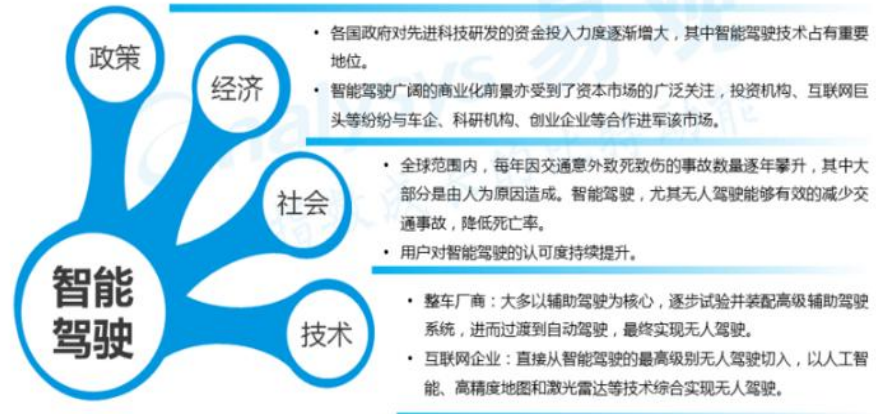 政策
经济
• 各国政府对先进科技研发的资金投入力度逐渐增大，其中智能驾驶技术占有重要
地位。
• 智能驾驶广阔的商业化前景亦受到了资本市场的广泛关注，投资机构、互联网巨
头等纷纷与车企、科研机构、创业企业等合作进军该市场。
社会
• 全球范围内，每年因交通意外致死致伤的事故数量逐年攀升，其中大
部分是由人为原因造成。智能驾驶，尤其无人驾驶能够有效的减少交
通事故，降低死亡率。
• 用户对智能驾驶的认可度持续提升。
智能
驾驶
技术
• 整车厂商：大多以辅助驾驶为核心，逐步试验并装配高级辅助驾驶
系统，进而过渡到自动驾驶，最终实现无人驾驶。
• 互联网企业：直接从智能驾驶的最高级别无人驾驶切入，以人工智
能、高精度地图和激光雷达等技术综合实现无人驾驶。
nalysys 易观